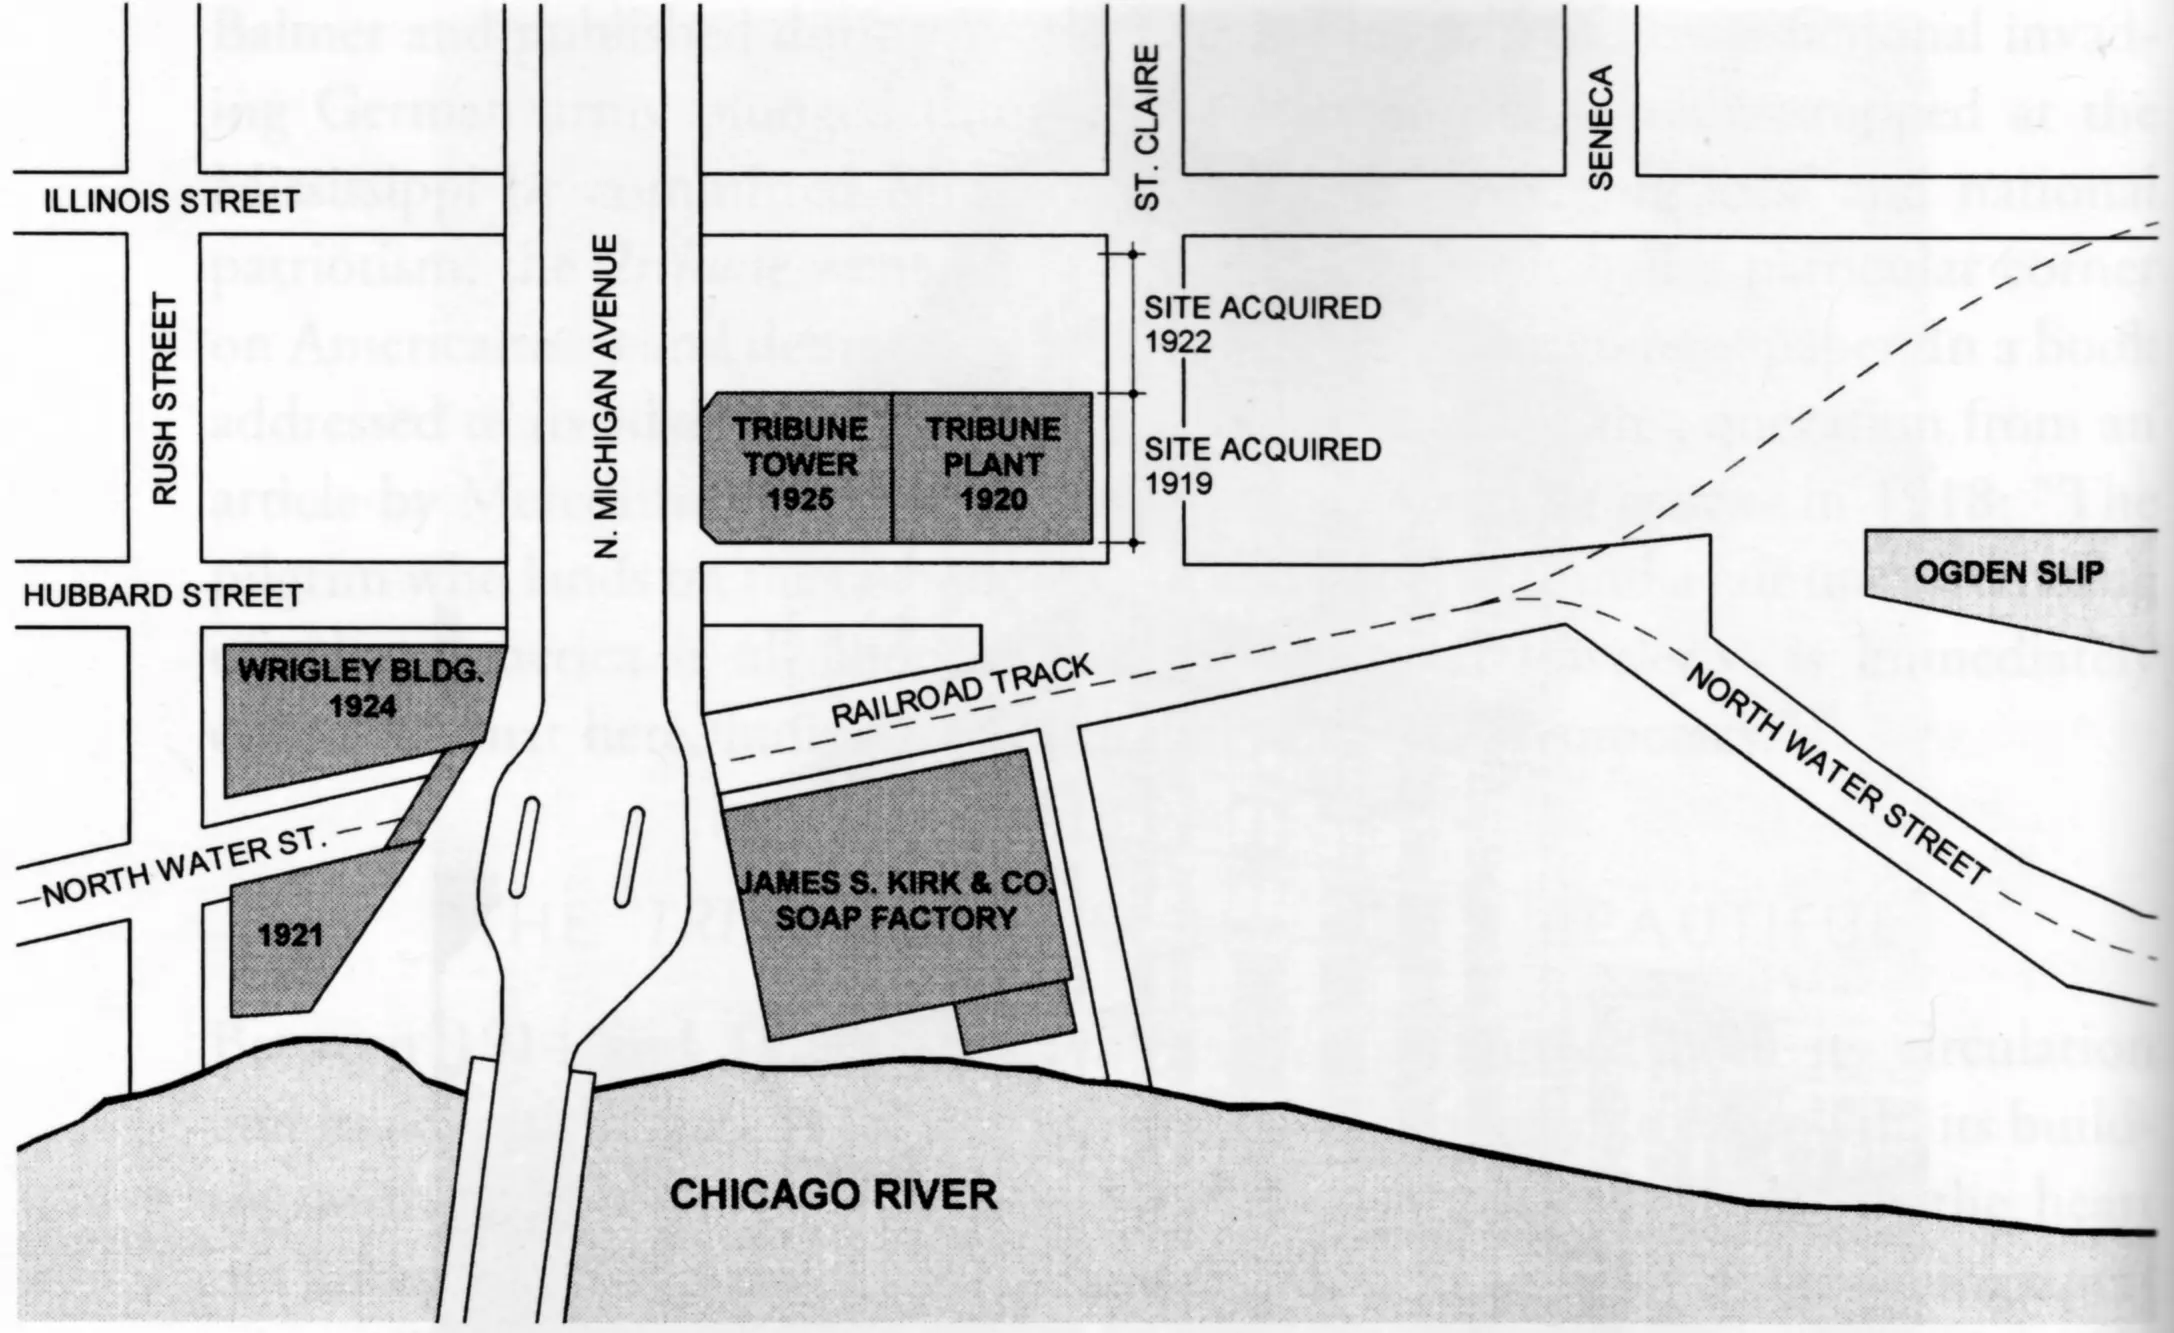 ILLINOIS STREET
RUSH STREET
N. MICHIGAN AVENUE
ST. CLAIRE
SENECA
SITE ACQUIRED
1922
TRIBUNE
TOWER
1925
TRIBUNE
PLANT
1920
SITE ACQUIRED
1919
OGDEN SLIP
HUBBARD STREET
WRIGLEY BLDG.
1924
RAILROAD TRACK
NORTH WATER STREET
NORTH WATER ST.
1921
JAMES S. KIRK & CO.
SOAP FACTORY
CHICAGO RIVER